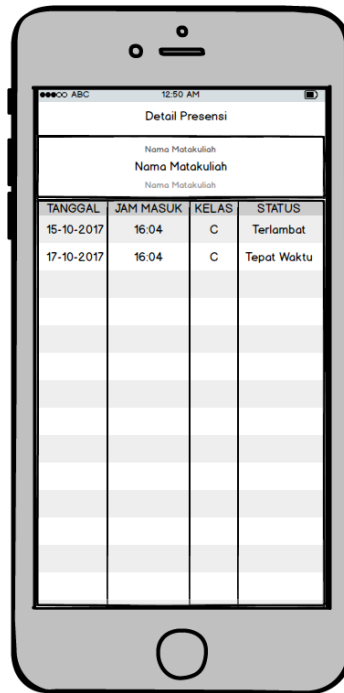 ABC 12:50 AM
Detail Presensi
Nama Matakuliah
Nama Matakuliah
Nama Matakuliah
TANGGAL JAM MASUK KELAS STATUS
15-10-2017 16:04 C Terlambat
17-10-2017 16:04 C Tepat Waktu